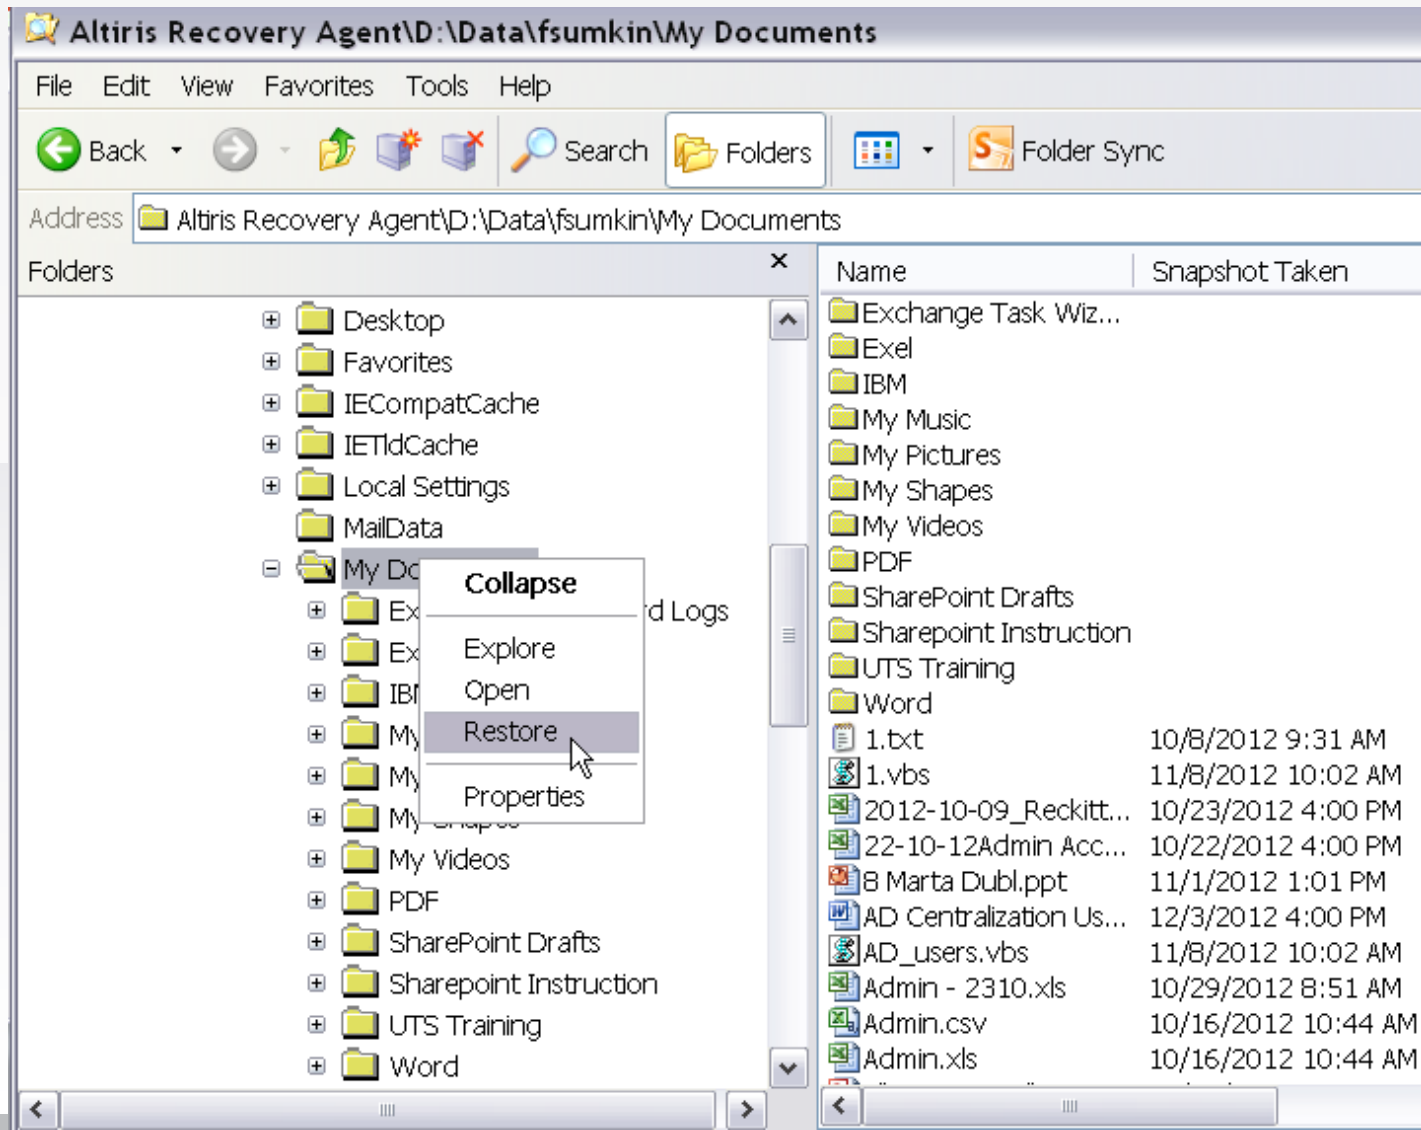 Altiris Recovery Agent\D:\Data\fsumkin\My Documents
File Edit View Favorites Tools Help
Back Search Folders Folder Sync
Address Altiris Recovery Agent\D:\Data\fsumkin\My Documents
Folders
Desktop
Favorites
IECompatCache
IETldCache
Local Settings
MailData
My Do
Ex rd Logs
Ex
IB
My
My
My Shapes
My Videos
PDF
SharePoint Drafts
Sharepoint Instruction
UTS Training
Word
Collapse
Explore
Open
Restore
Properties
Name Snapshot Taken
Exchange Task Wiz...
Exel
IBM
My Music
My Pictures
My Shapes
My Videos
PDF
SharePoint Drafts
Sharepoint Instruction
UTS Training
Word
1.txt 10/8/2012 9:31 AM
1.vbs 11/8/2012 10:02 AM
2012-10-09_Reckitt... 10/23/2012 4:00 PM
22-10-12Admin Acc... 10/22/2012 4:00 PM
8 Marta Dubl.ppt 11/1/2012 1:01 PM
AD Centralization Us... 12/3/2012 4:00 PM
AD_users.vbs 11/8/2012 10:02 AM
Admin - 2310.xls 10/29/2012 8:51 AM
Admin.csv 10/16/2012 10:44 AM
Admin.xls 10/16/2012 10:44 AM